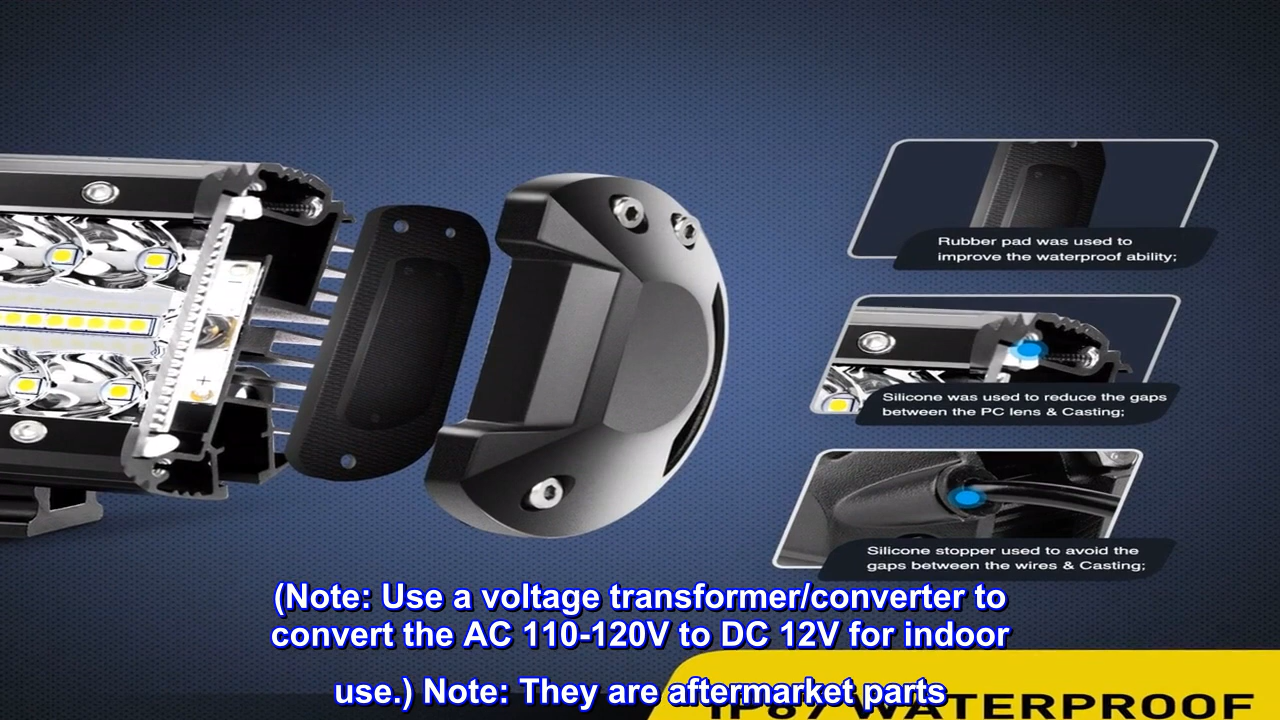 Rubber pad was used to
improve the waterproof ability;
Silicone was used to reduce the gaps
between the PC lens & Casting;
Silicone stopper used to avoid the
gaps between the wires & Casting;
(Note: Use a voltage transformer/converter to
convert the AC 110-120V to DC 12V for indoor
use.) Note: They are aftermarket parts
IP67 WATERPROOF